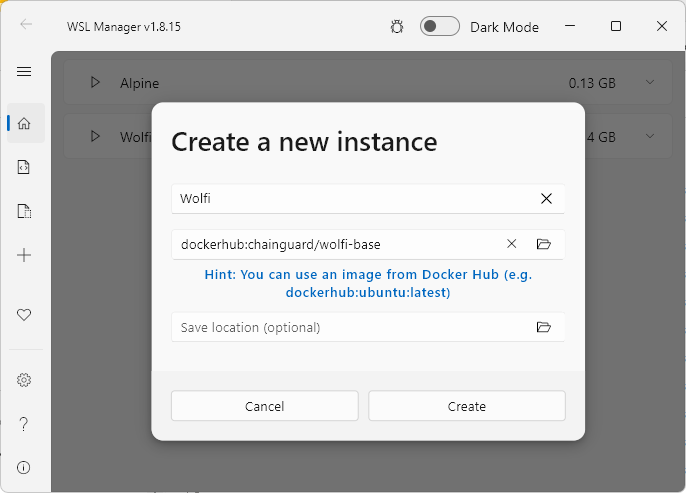 WSL Manager v1.8.15
Dark Mode
Alpine
0.13 GB
Wolfi
4 GB
Create a new instance
Wolfi
dockerhub:chainguard/wolfi-base
Hint: You can use an image from Docker Hub (e.g.
dockerhub:ubuntu:latest)
Save location (optional)
Cancel
Create